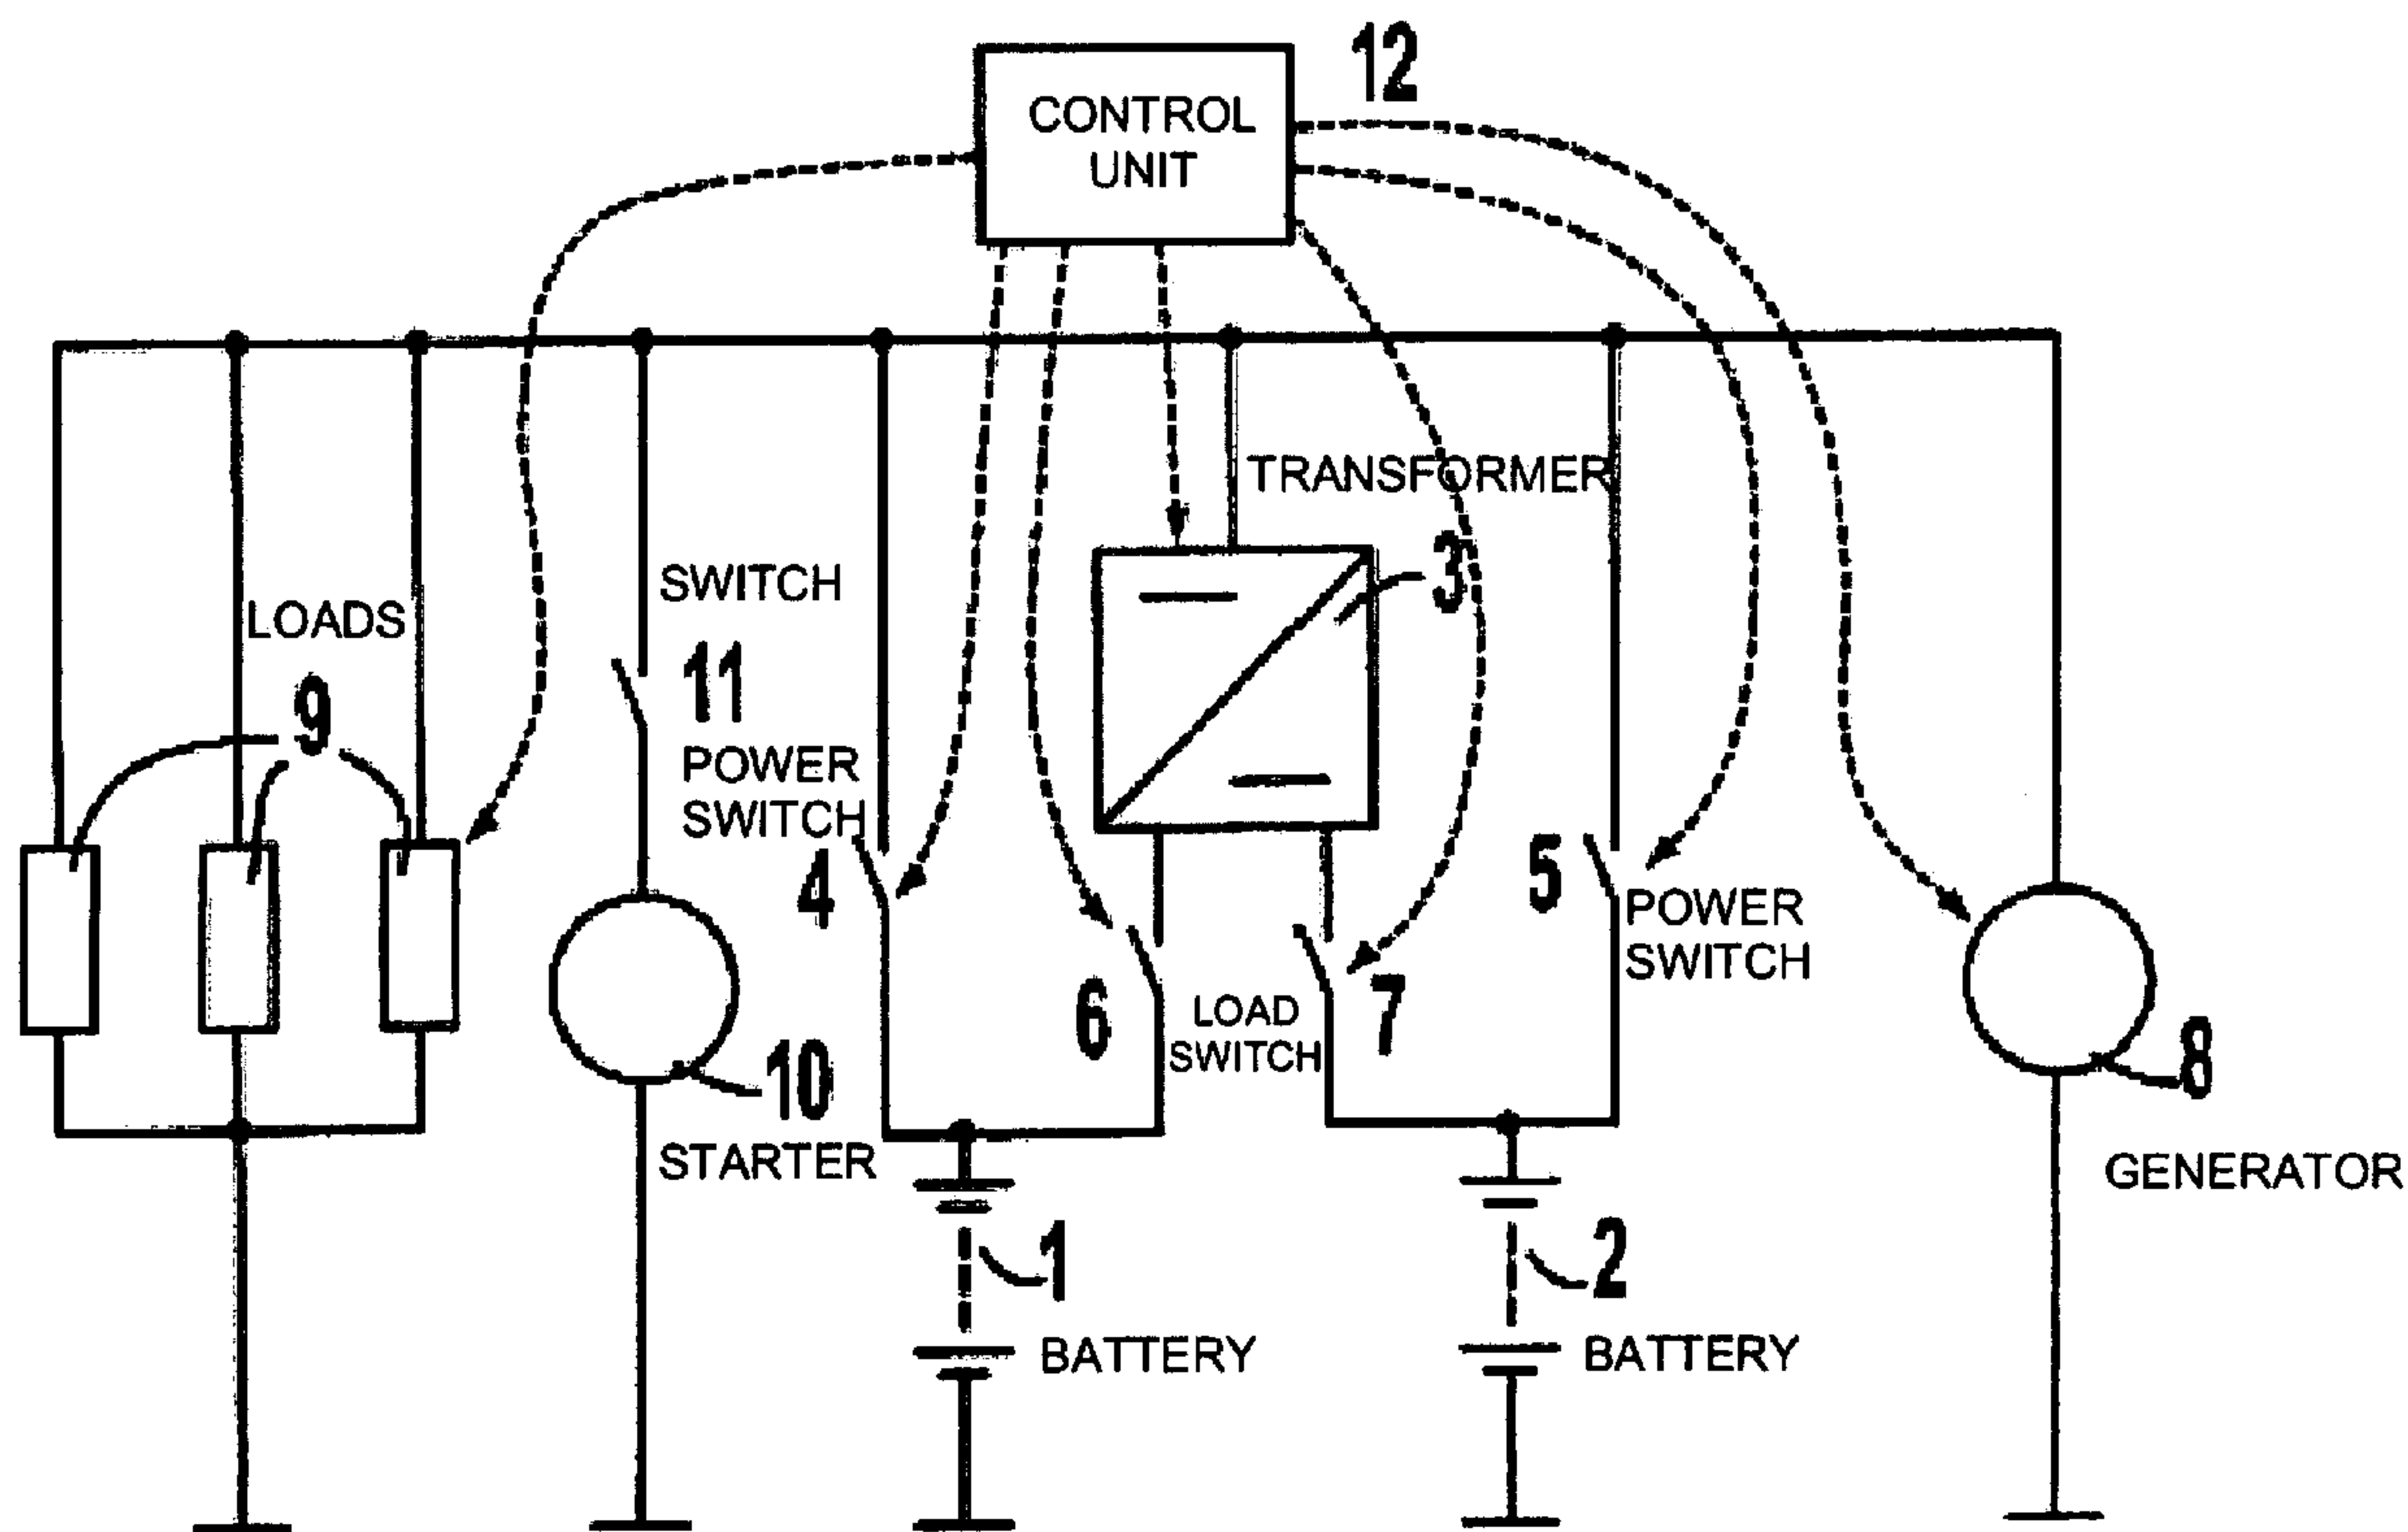 12
CONTROL
UNIT
TRANSFORMER
3
SWITCH
LOADS
11
9
POWER
SWITCH
4
5
POWER
SWITCH
6
LOAD
SWITCH
7
10
8
STARTER
GENERATOR
1
2
BATTERY
BATTERY